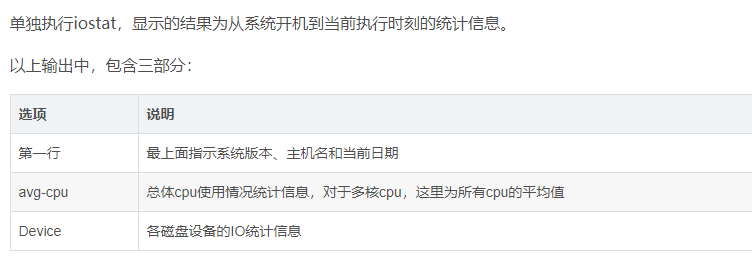 单独执行iostat，显示的结果为从系统开机到当前执行时刻的统计信息。
以上输出中，包含三部分：
选项 说明
第一行 最上面指示系统版本、主机名和当前日期
avg-cpu 总体cpu使用情况统计信息，对于多核cpu，这里为所有cpu的平均值
Device 各磁盘设备的IO统计信息